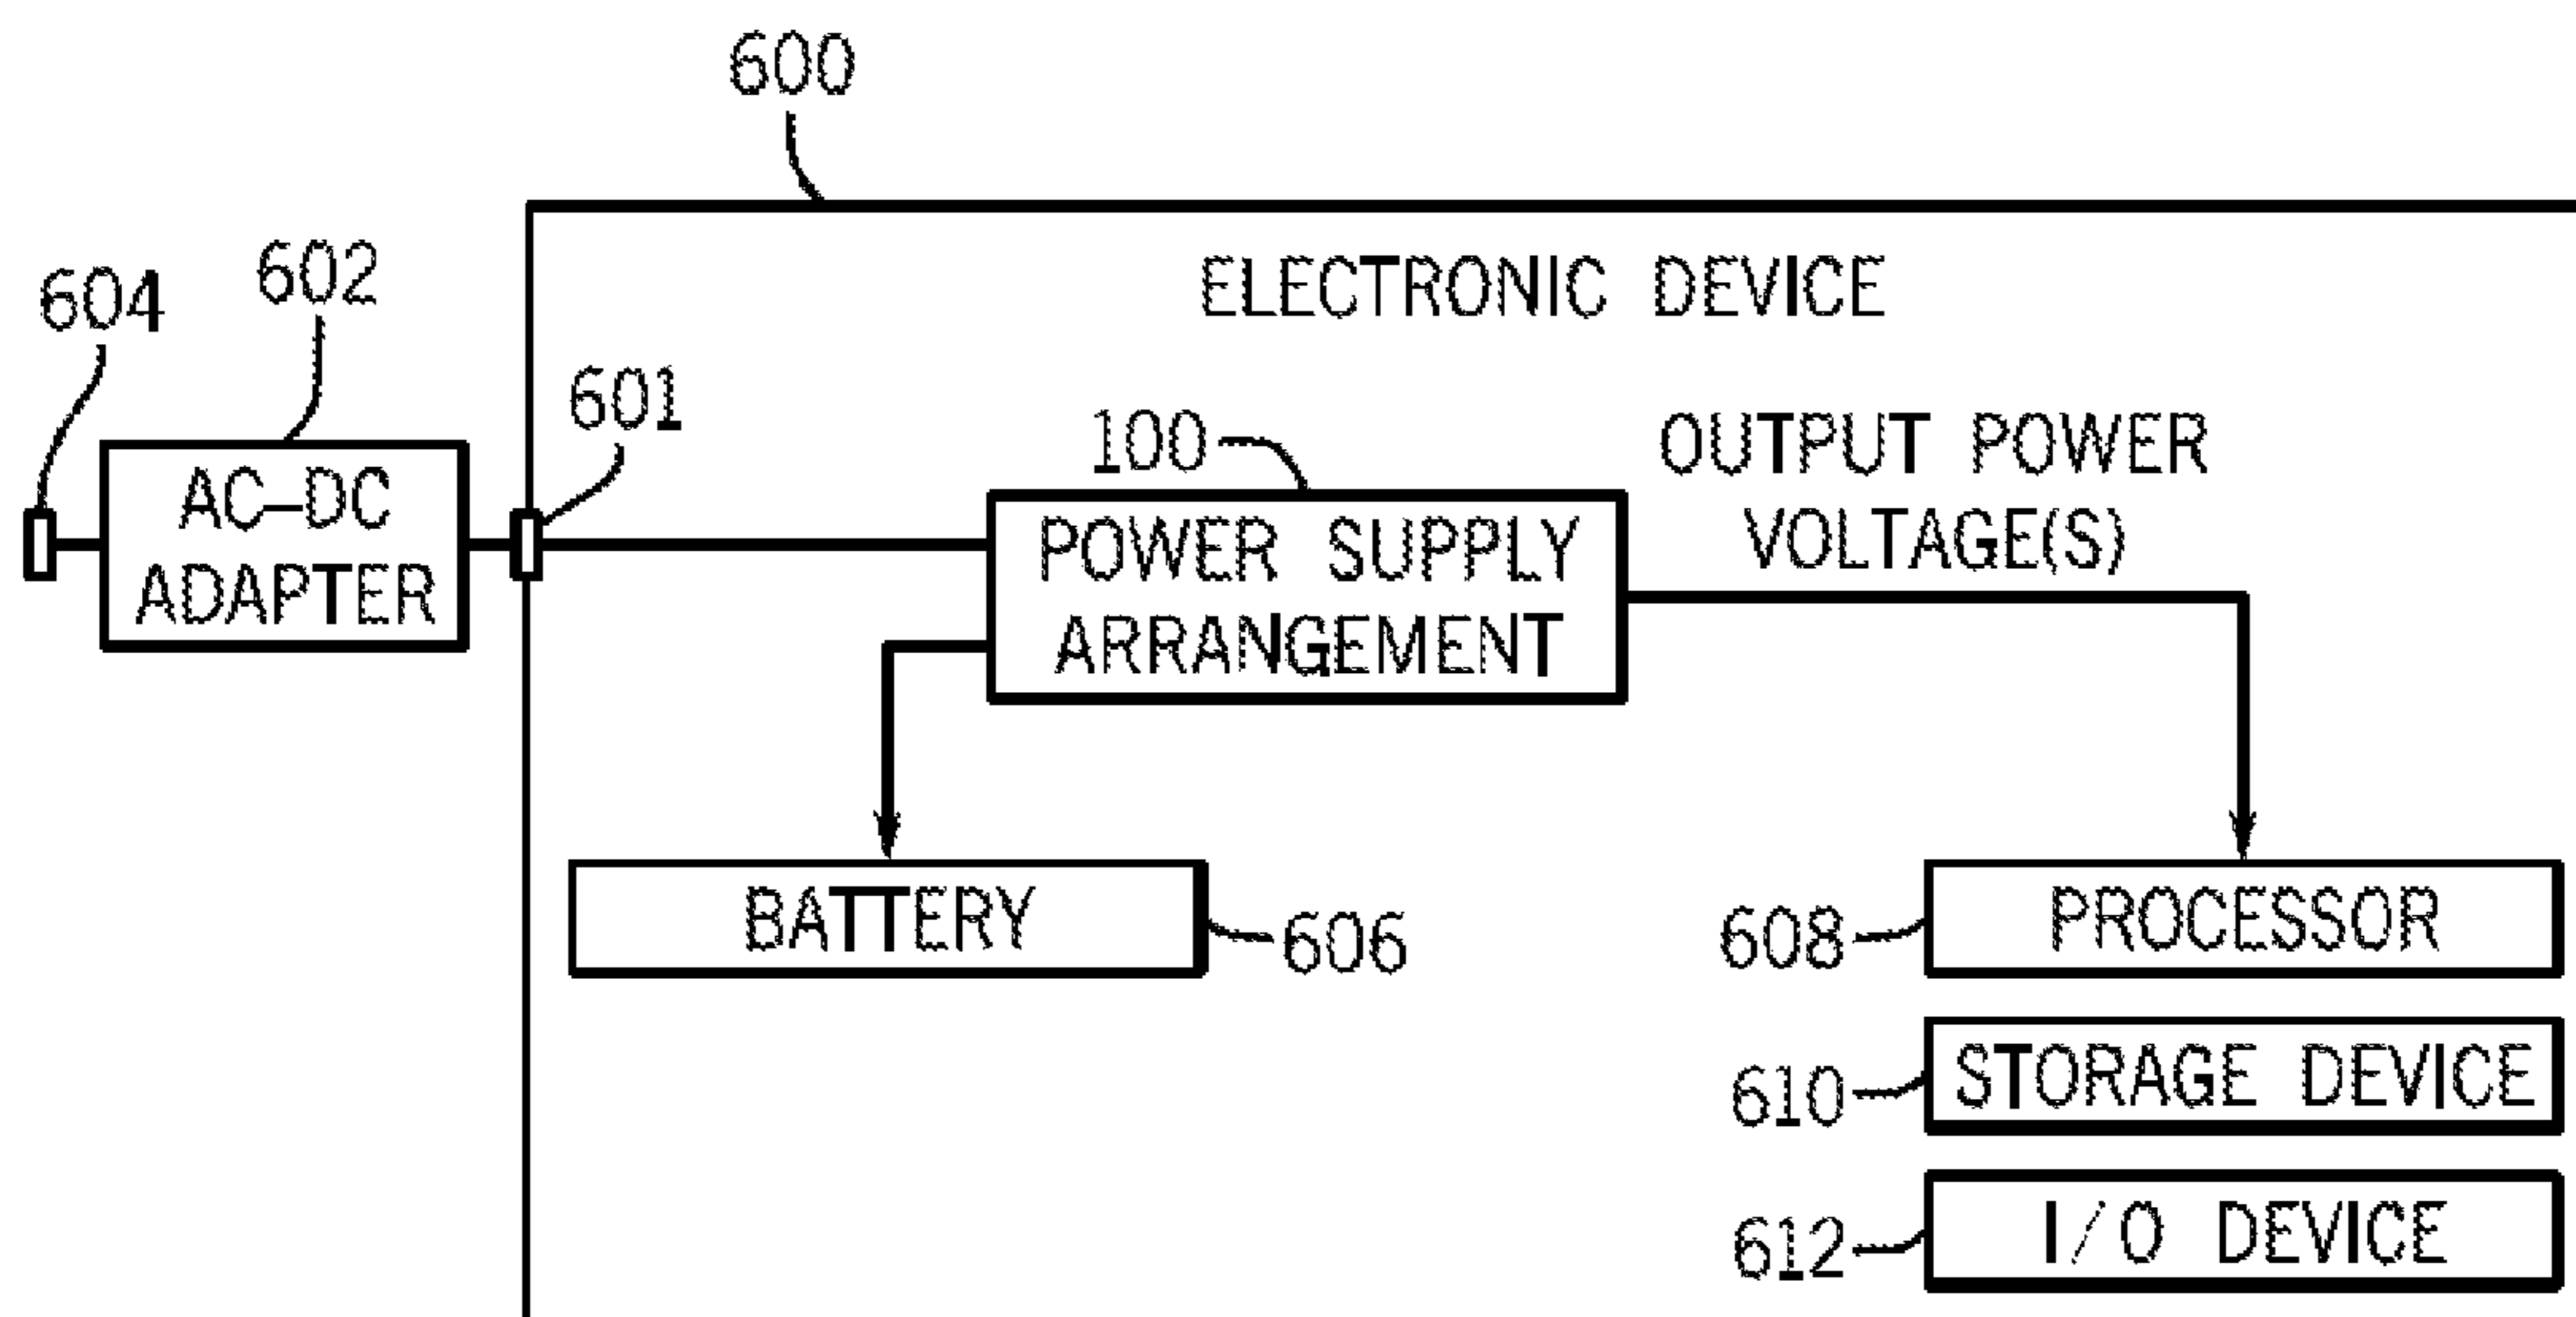 600
ELECTRONIC DEVICE
604
602
601
100
OUTPUT POWER
VOLTAGE(S)
AC–DC
ADAPTER
POWER SUPPLY
ARRANGEMENT
BATTERY
606
608
PROCESSOR
610
STORAGE DEVICE
612
I/O DEVICE